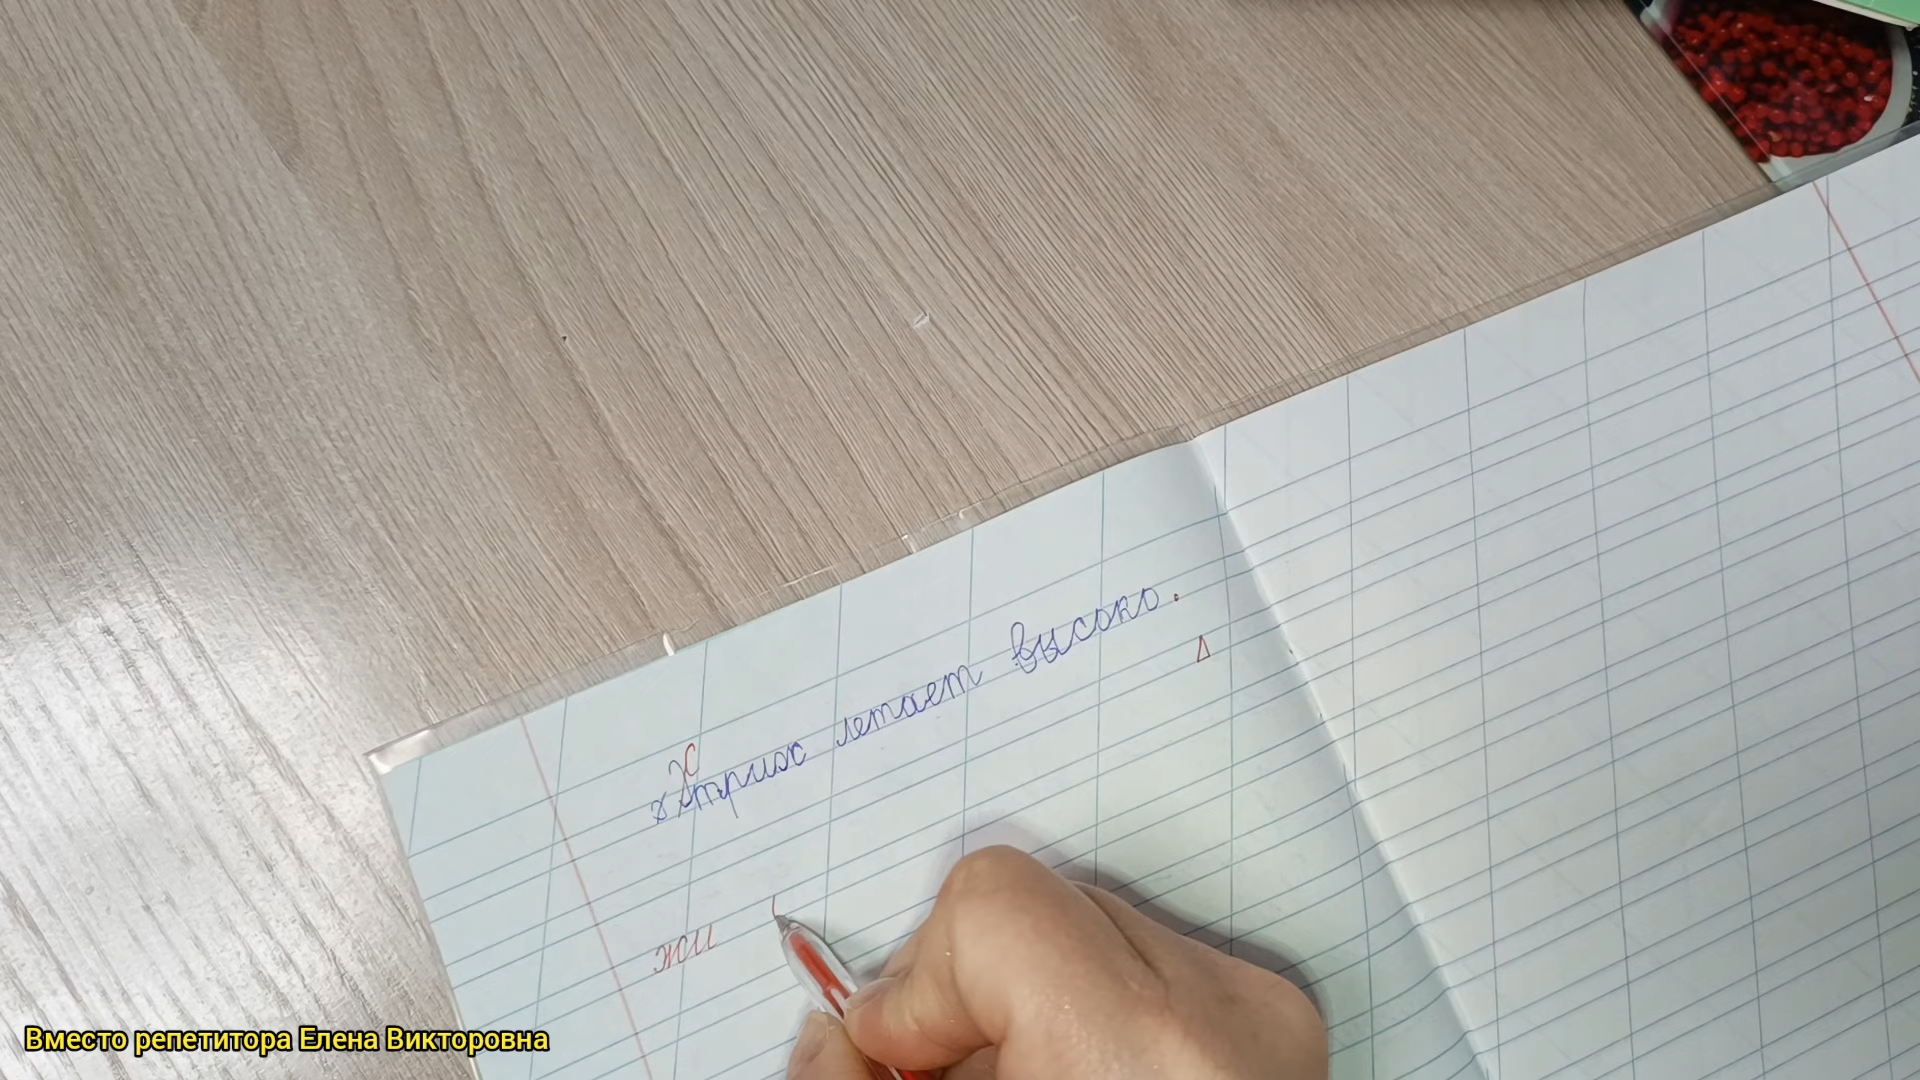 Стриж летает высоко.
жи
Вместо репетитора Елена Викторовна